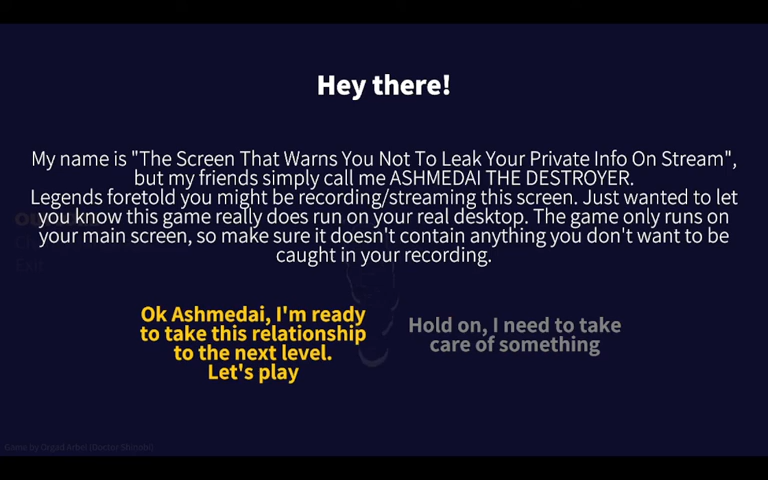 Hey there!
My name is "The Screen That Warns You Not To Leak Your Private Info On Stream",
but my friends simply call me ASHMEDAI THE DESTROYER.
Legends foretold you might be recording/streaming this screen. Just wanted to let
you know this game really does run on your real desktop. The game only runs on
your main screen, so make sure it doesn't contain anything you don't want to be
caught in your recording.
Ok Ashmedai, I'm ready
to take this relationship
to the next level.
Let's play
Hold on, I need to take
care of something
Exit